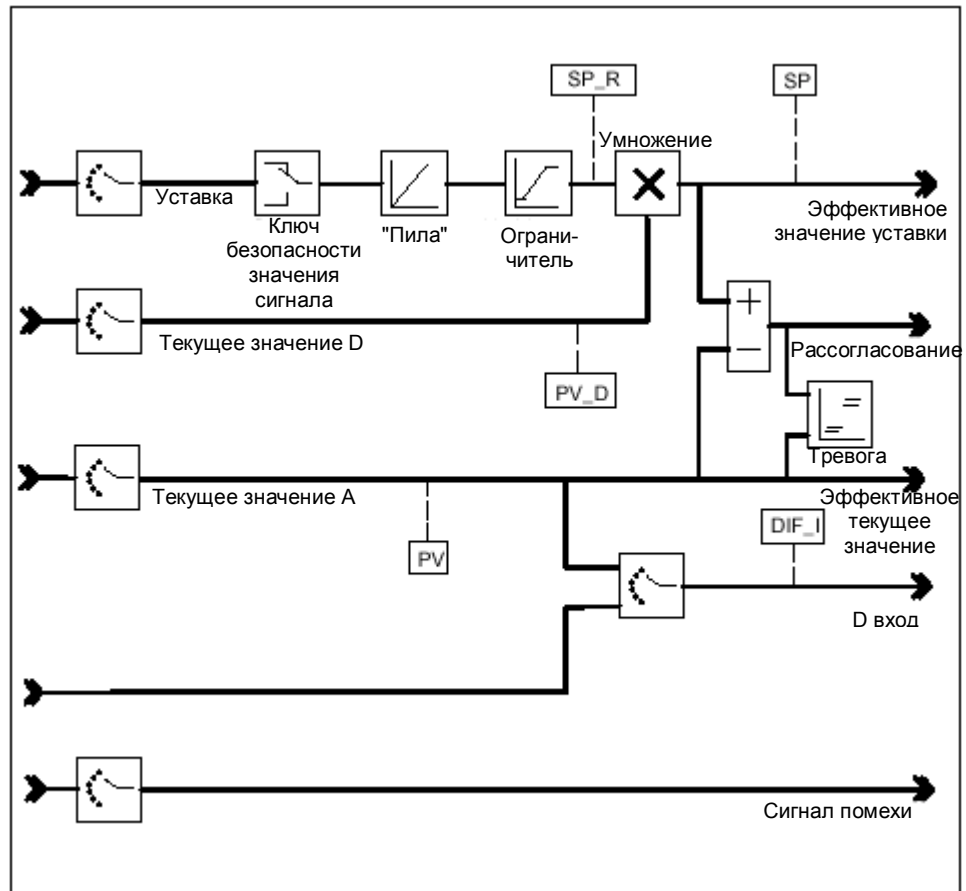 SP_R
SP
Умножение
Уставка
Ключ
безопасности
значения
сигнала
"Пила"
Ограни-
читель
Эффективное
значение уставки
Текущее значение D
PV_D
+
−
Рассогласование
Тревога
Текущее значение A
PV
Эффективное
текущее
значение
DIF_I
D вход
Сигнал помехи